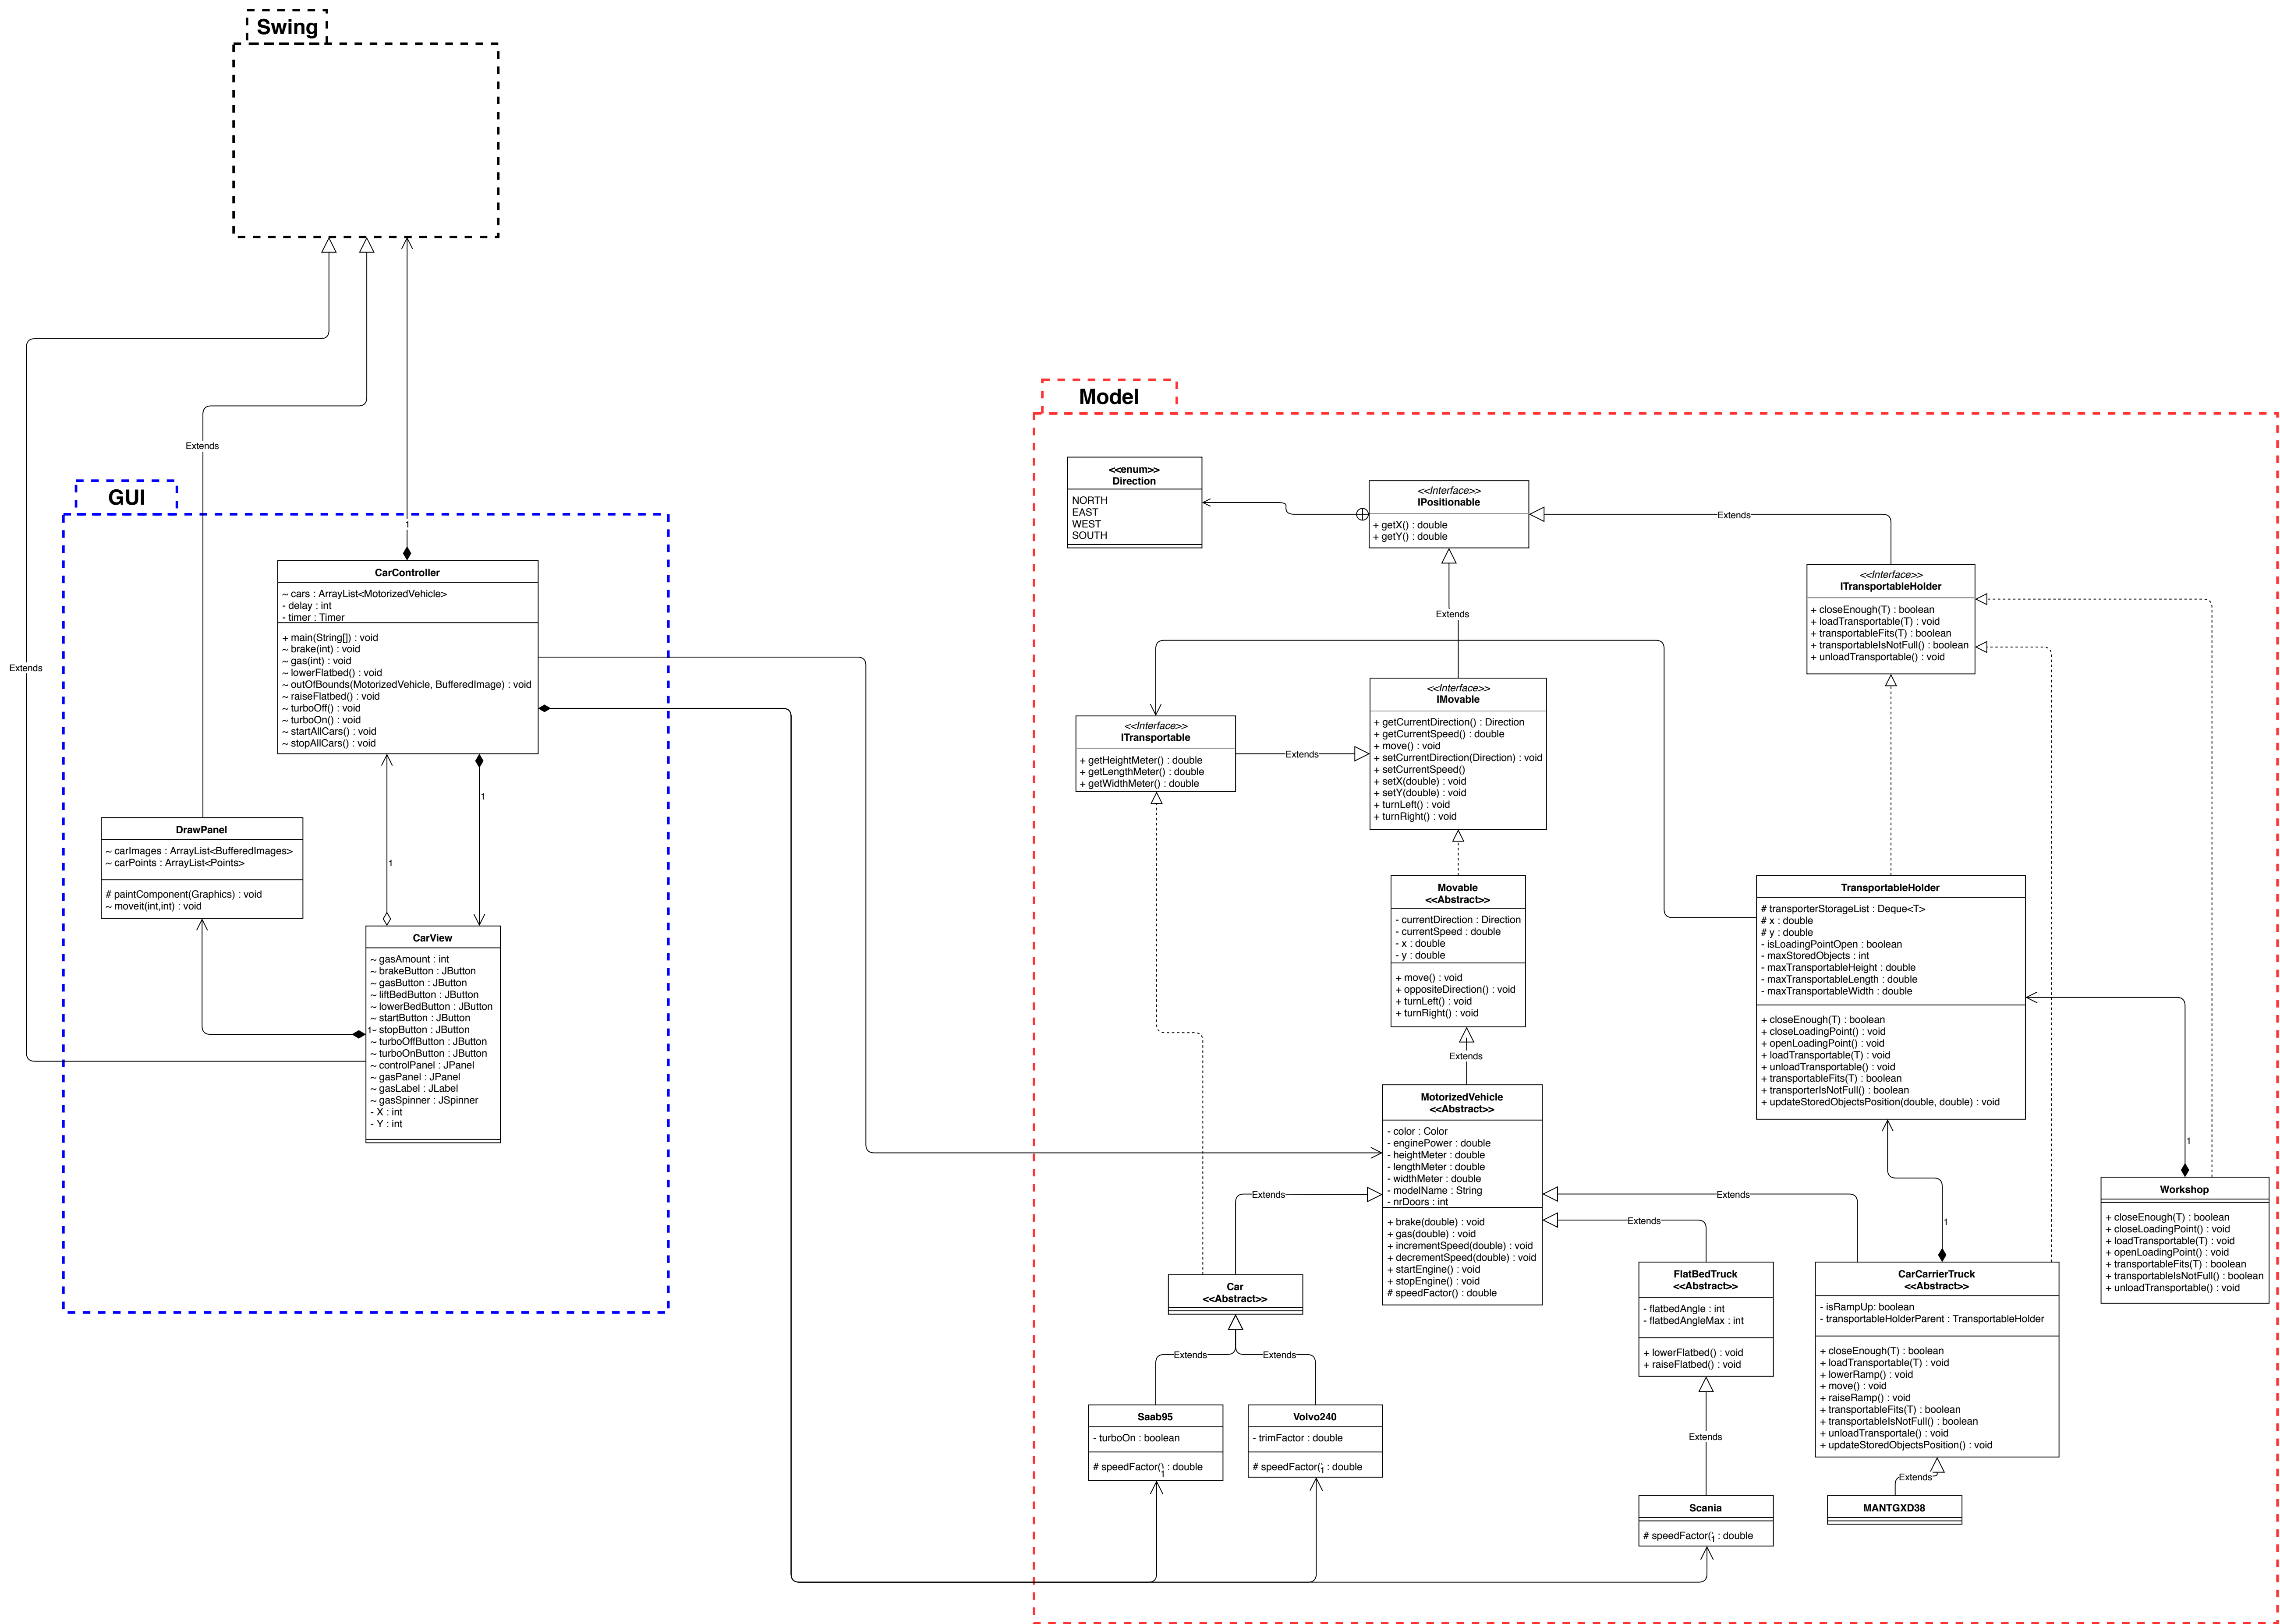 Swing
Extends
Extends
GUI
1
CarController
~ cars : ArrayList<MotorizedVehicle>
- delay : int
- timer : Timer
+ main(String[]) : void
~ brake(int) : void
~ gas(int) : void
~ lowerFlatbed() : void
~ outOfBounds(MotorizedVehicle, BufferedImage) : void
~ raiseFlatbed() : void
~ turboOff() : void
~ turboOn() : void
~ startAllCars() : void
~ stopAllCars() : void
1
1
DrawPanel
~ carImages : ArrayList<BufferedImages>
~ carPoints : ArrayList<Points>
# paintComponent(Graphics) : void
~ moveit(int,int) : void
CarView
~ gasAmount : int
~ brakeButton : JButton
~ gasButton : JButton
~ liftBedButton : JButton
~ lowerBedButton : JButton
~ startButton : JButton
1~ stopButton : JButton
~ turboOffButton : JButton
~ turboOnButton : JButton
~ controlPanel : JPanel
~ gasPanel : JPanel
~ gasLabel : JLabel
~ gasSpinner : JSpinner
- X : int
- Y : int
Model
<<enum>>
Direction
NORTH
EAST
WEST
SOUTH
<<Interface>>
IPositionable
+ getX() : double
+ getY() : double
Extends
<<Interface>>
ITransportableHolder
+ closeEnough(T) : boolean
+ loadTransportable(T) : void
+ transportableFits(T) : boolean
+ transportableIsNotFull() : boolean
+ unloadTransportable() : void
Extends
<<Interface>>
ITransportable
+ getHeightMeter() : double
+ getLengthMeter() : double
+ getWidthMeter() : double
Extends
<<Interface>>
IMovable
+ getCurrentDirection() : Direction
+ getCurrentSpeed() : double
+ move() : void
+ setCurrentDirection(Direction) : void
+ setCurrentSpeed()
+ setX(double) : void
+ setY(double) : void
+ turnLeft() : void
+ turnRight() : void
Movable
<<Abstract>>
- currentDirection : Direction
- currentSpeed : double
- x : double
- y : double
+ move() : void
+ oppositeDirection() : void
+ turnLeft() : void
+ turnRight() : void
Extends
TransportableHolder
# transporterStorageList : Deque<T>
# x : double
# y : double
- isLoadingPointOpen : boolean
- maxStoredObjects : int
- maxTransportableHeight : double
- maxTransportableLength : double
- maxTransportableWidth : double
+ closeEnough(T) : boolean
+ closeLoadingPoint() : void
+ openLoadingPoint() : void
+ loadTransportable(T) : void
+ unloadTransportable() : void
+ transportableFits(T) : boolean
+ transporterIsNotFull() : boolean
+ updateStoredObjectsPosition(double, double) : void
MotorizedVehicle
<<Abstract>>
- color : Color
- enginePower : double
- heightMeter : double
- lengthMeter : double
- widthMeter : double
- modelName : String
- nrDoors : int
+ brake(double) : void
+ gas(double) : void
+ incrementSpeed(double) : void
+ decrementSpeed(double) : void
+ startEngine() : void
+ stopEngine() : void
# speedFactor() : double
Extends
Extends
Extends
1
1
Workshop
+ closeEnough(T) : boolean
+ closeLoadingPoint() : void
+ loadTransportable(T) : void
+ openLoadingPoint() : void
+ transportableFits(T) : boolean
+ transportableIsNotFull() : boolean
+ unloadTransportable() : void
Car
<<Abstract>>
FlatBedTruck
<<Abstract>>
- flatbedAngle : int
- flatbedAngleMax : int
+ lowerFlatbed() : void
+ raiseFlatbed() : void
CarCarrierTruck
<<Abstract>>
- isRampUp: boolean
- transportableHolderParent : TransportableHolder
+ closeEnough(T) : boolean
+ loadTransportable(T) : void
+ lowerRamp() : void
+ move() : void
+ raiseRamp() : void
+ transportableFits(T) : boolean
+ transportableIsNotFull() : boolean
+ unloadTransportale() : void
+ updateStoredObjectsPosition() : void
Extends
Extends
Saab95
- turboOn : boolean
# speedFactor() : double
1
Volvo240
- trimFactor : double
# speedFactor() : double
1
Extends
Extends
Scania
# speedFactor() : double
1
MANTGXD38